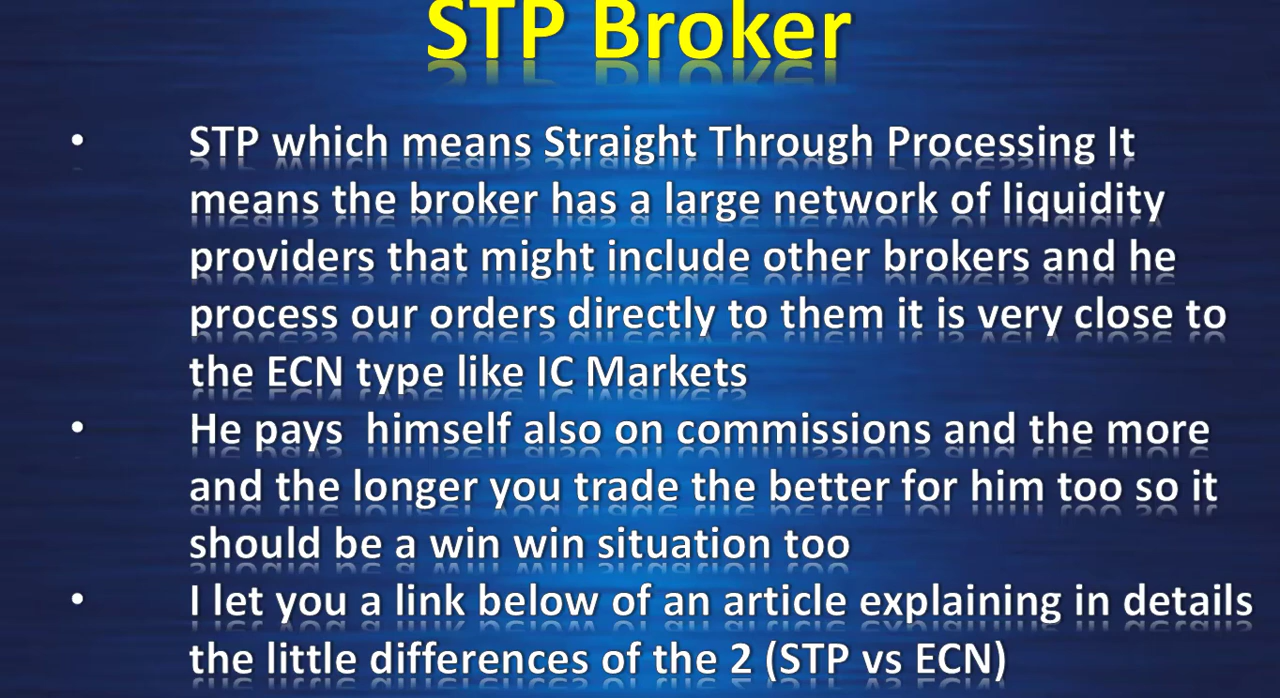 STP Broker
• STP which means Straight Through Processing It
means the broker has a large network of liquidity
providers that might include other brokers and he
process our orders directly to them it is very close to
the ECN type like IC Markets
• He pays  himself also on commissions and the more
and the longer you trade the better for him too so it
should be a win win situation too
• I let you a link below of an article explaining in details
the little differences of the 2 (STP vs ECN)